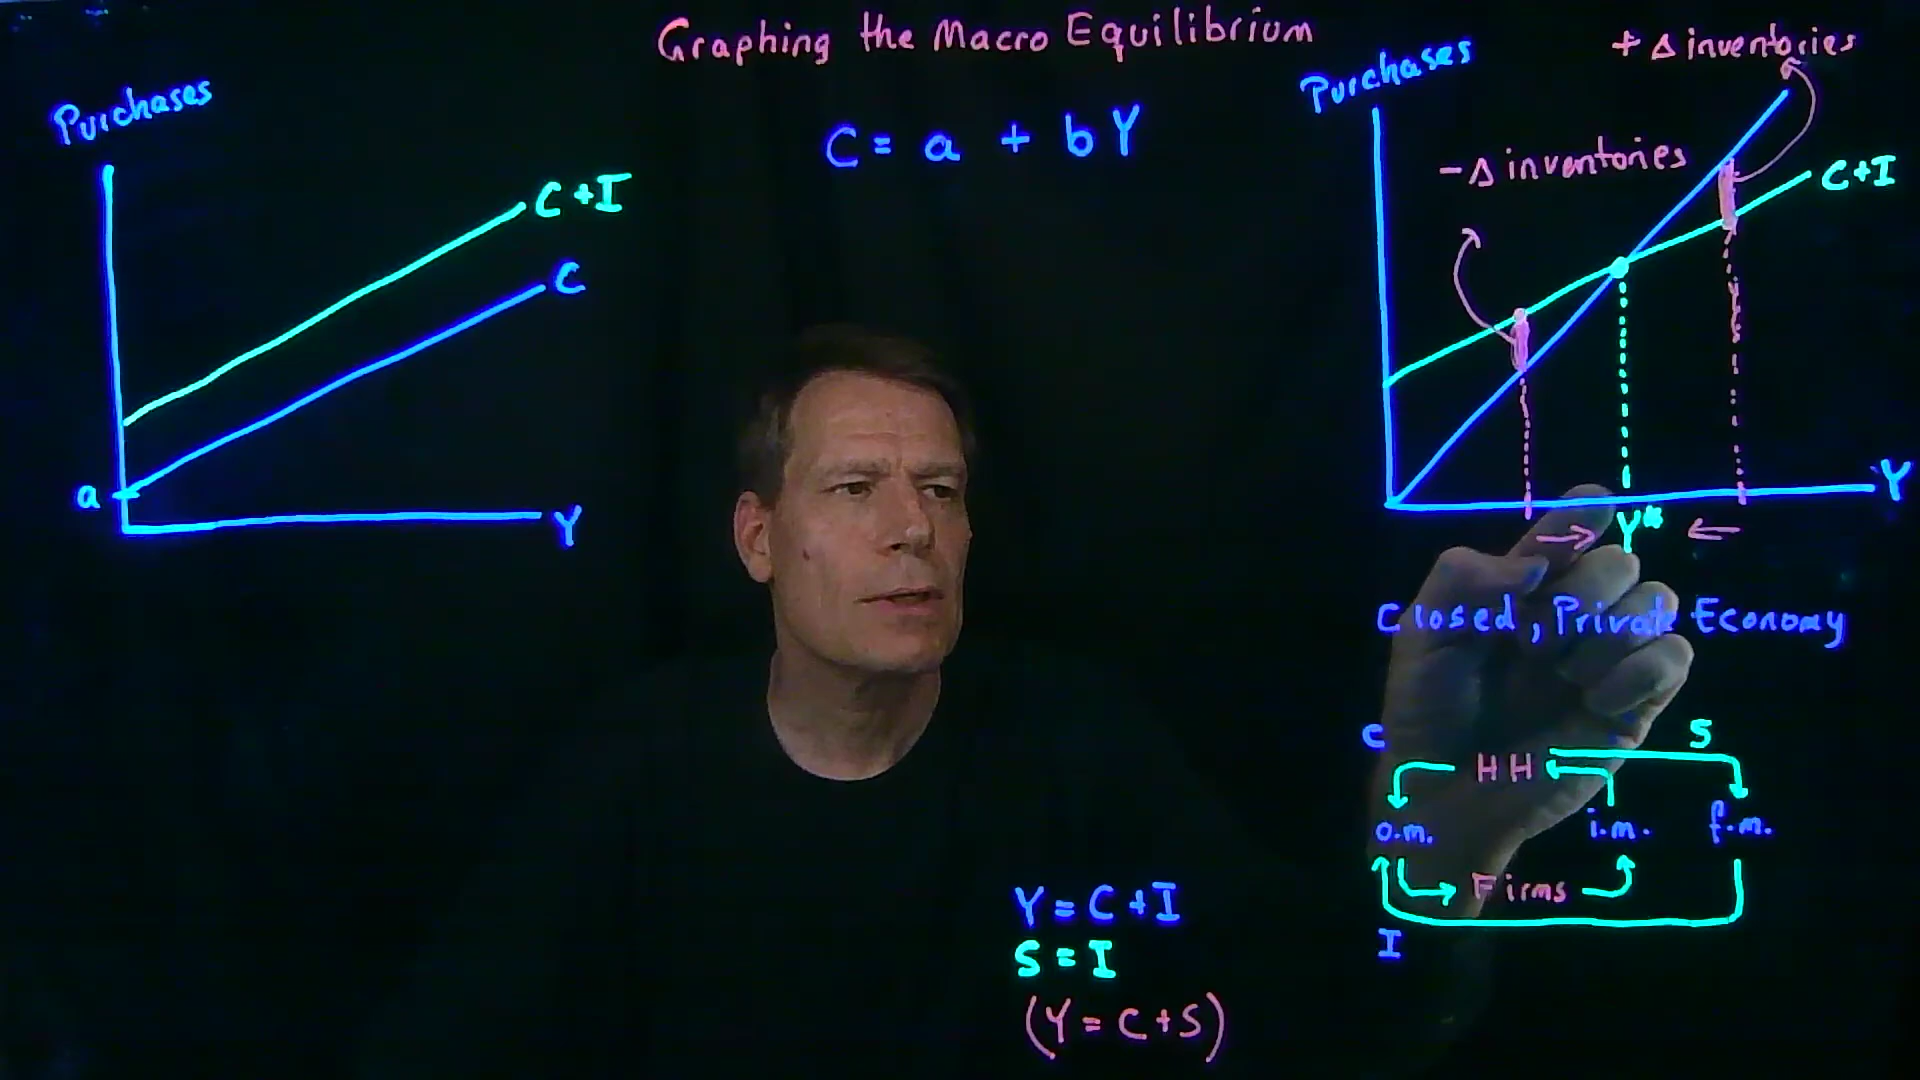 Graphing the Macro Equilibrium
Purchases
C+I
C
a
Y
C = a + bY
Purchases
+ Δ inventories
- Δ inventories
C+I
Y
Y*
Closed, Private Economy
C
S
HH
o.m.
i.m.
f.m.
Firms
I
Y = C + I
S = I
(Y = C + S)